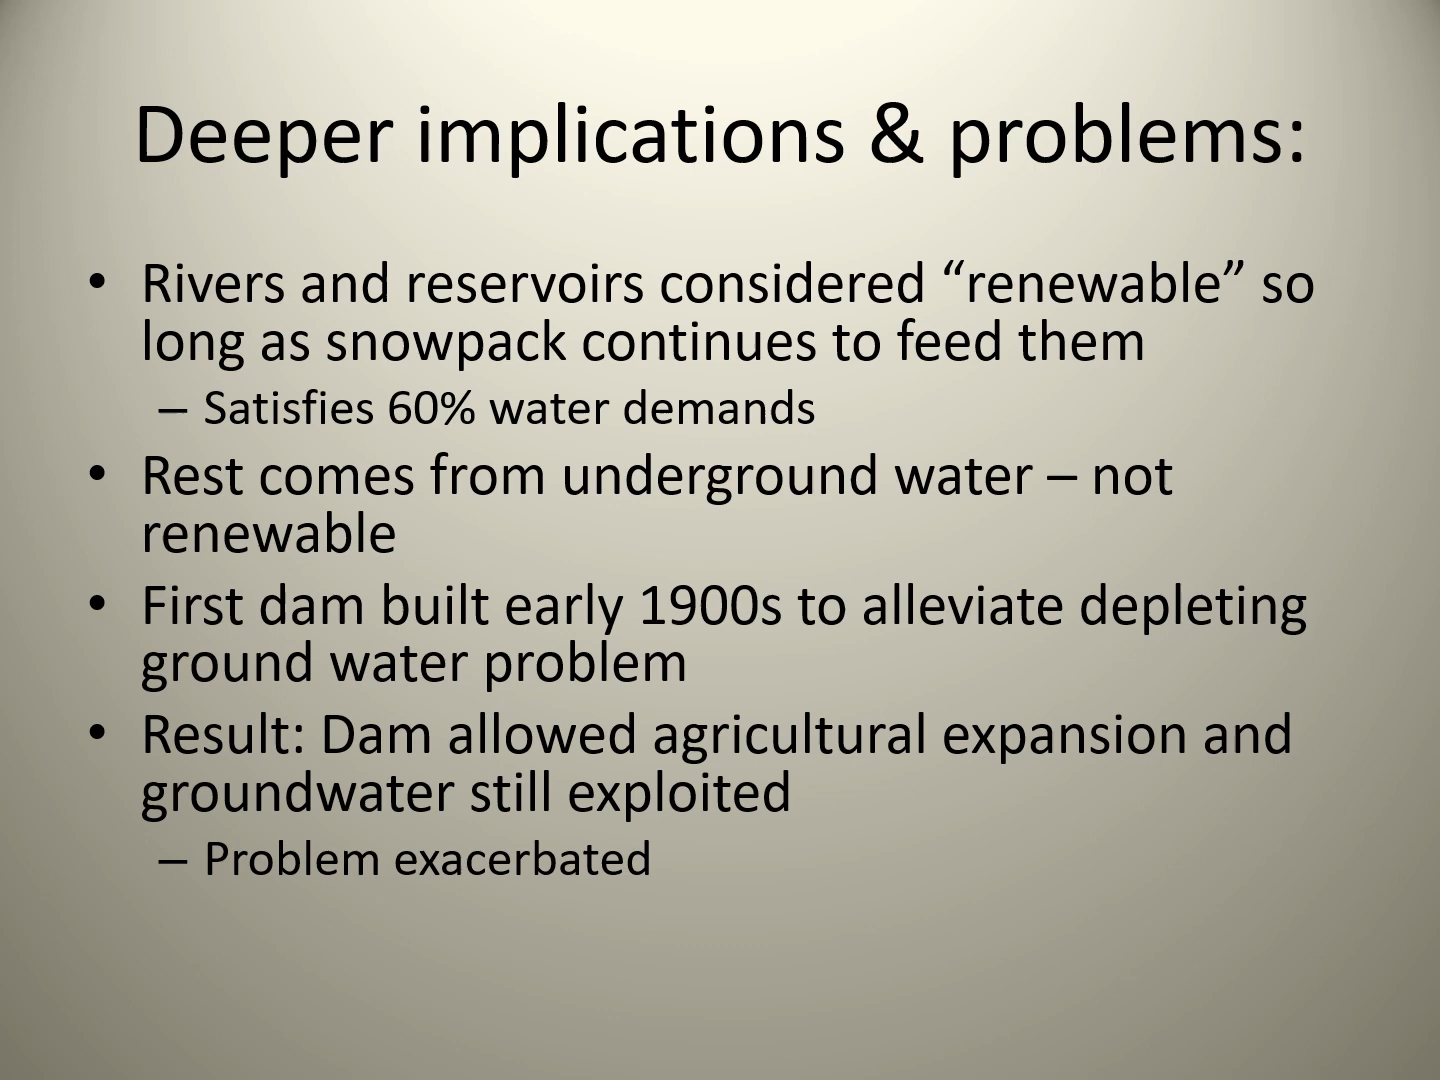 Deeper implications & problems:
• Rivers and reservoirs considered “renewable” so
long as snowpack continues to feed them
– Satisfies 60% water demands
• Rest comes from underground water – not
renewable
• First dam built early 1900s to alleviate depleting
ground water problem
• Result: Dam allowed agricultural expansion and
groundwater still exploited
– Problem exacerbated